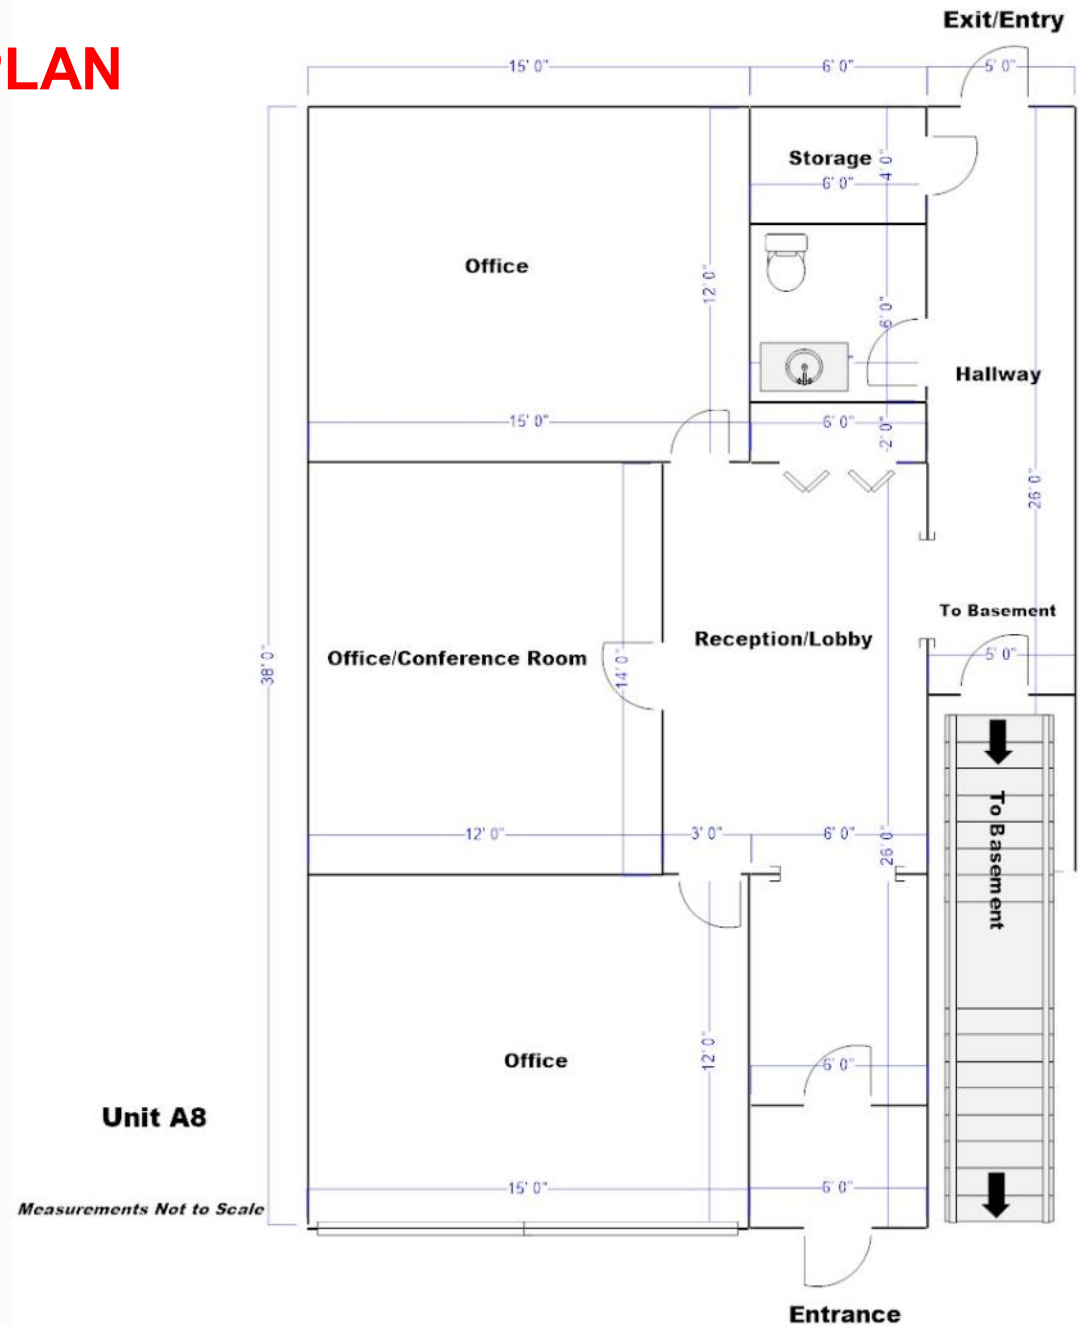 Exit/Entry
PLAN
15' 0"
6' 0"
5' 0"
Storage
4' 0"
6' 0"
Office
12' 0"
6' 0"
Hallway
15' 0"
6' 0"
2' 0"
26' 0"
To Basement
Reception/Lobby
5' 0"
Office/Conference Room
14' 0"
38' 0"
To Basement
12' 0"
3' 0"
6' 0"
26' 0"
Office
12' 0"
6' 0"
Unit A8
15' 0"
6' 0"
Measurements Not to Scale
Entrance